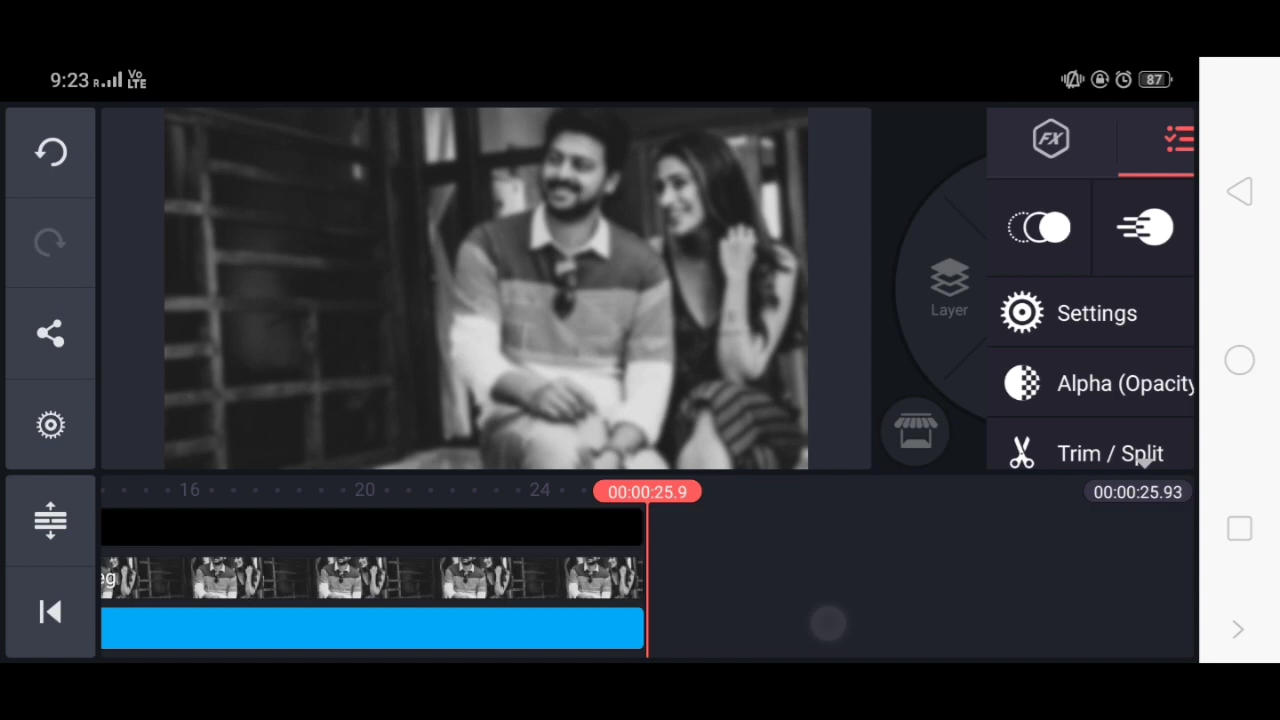 9:23 R Vo LTE 87
FX
Layer
Settings
Alpha (Opacity
Trim / Split
16 20 24 00:00:25.9 00:00:25.93
eg